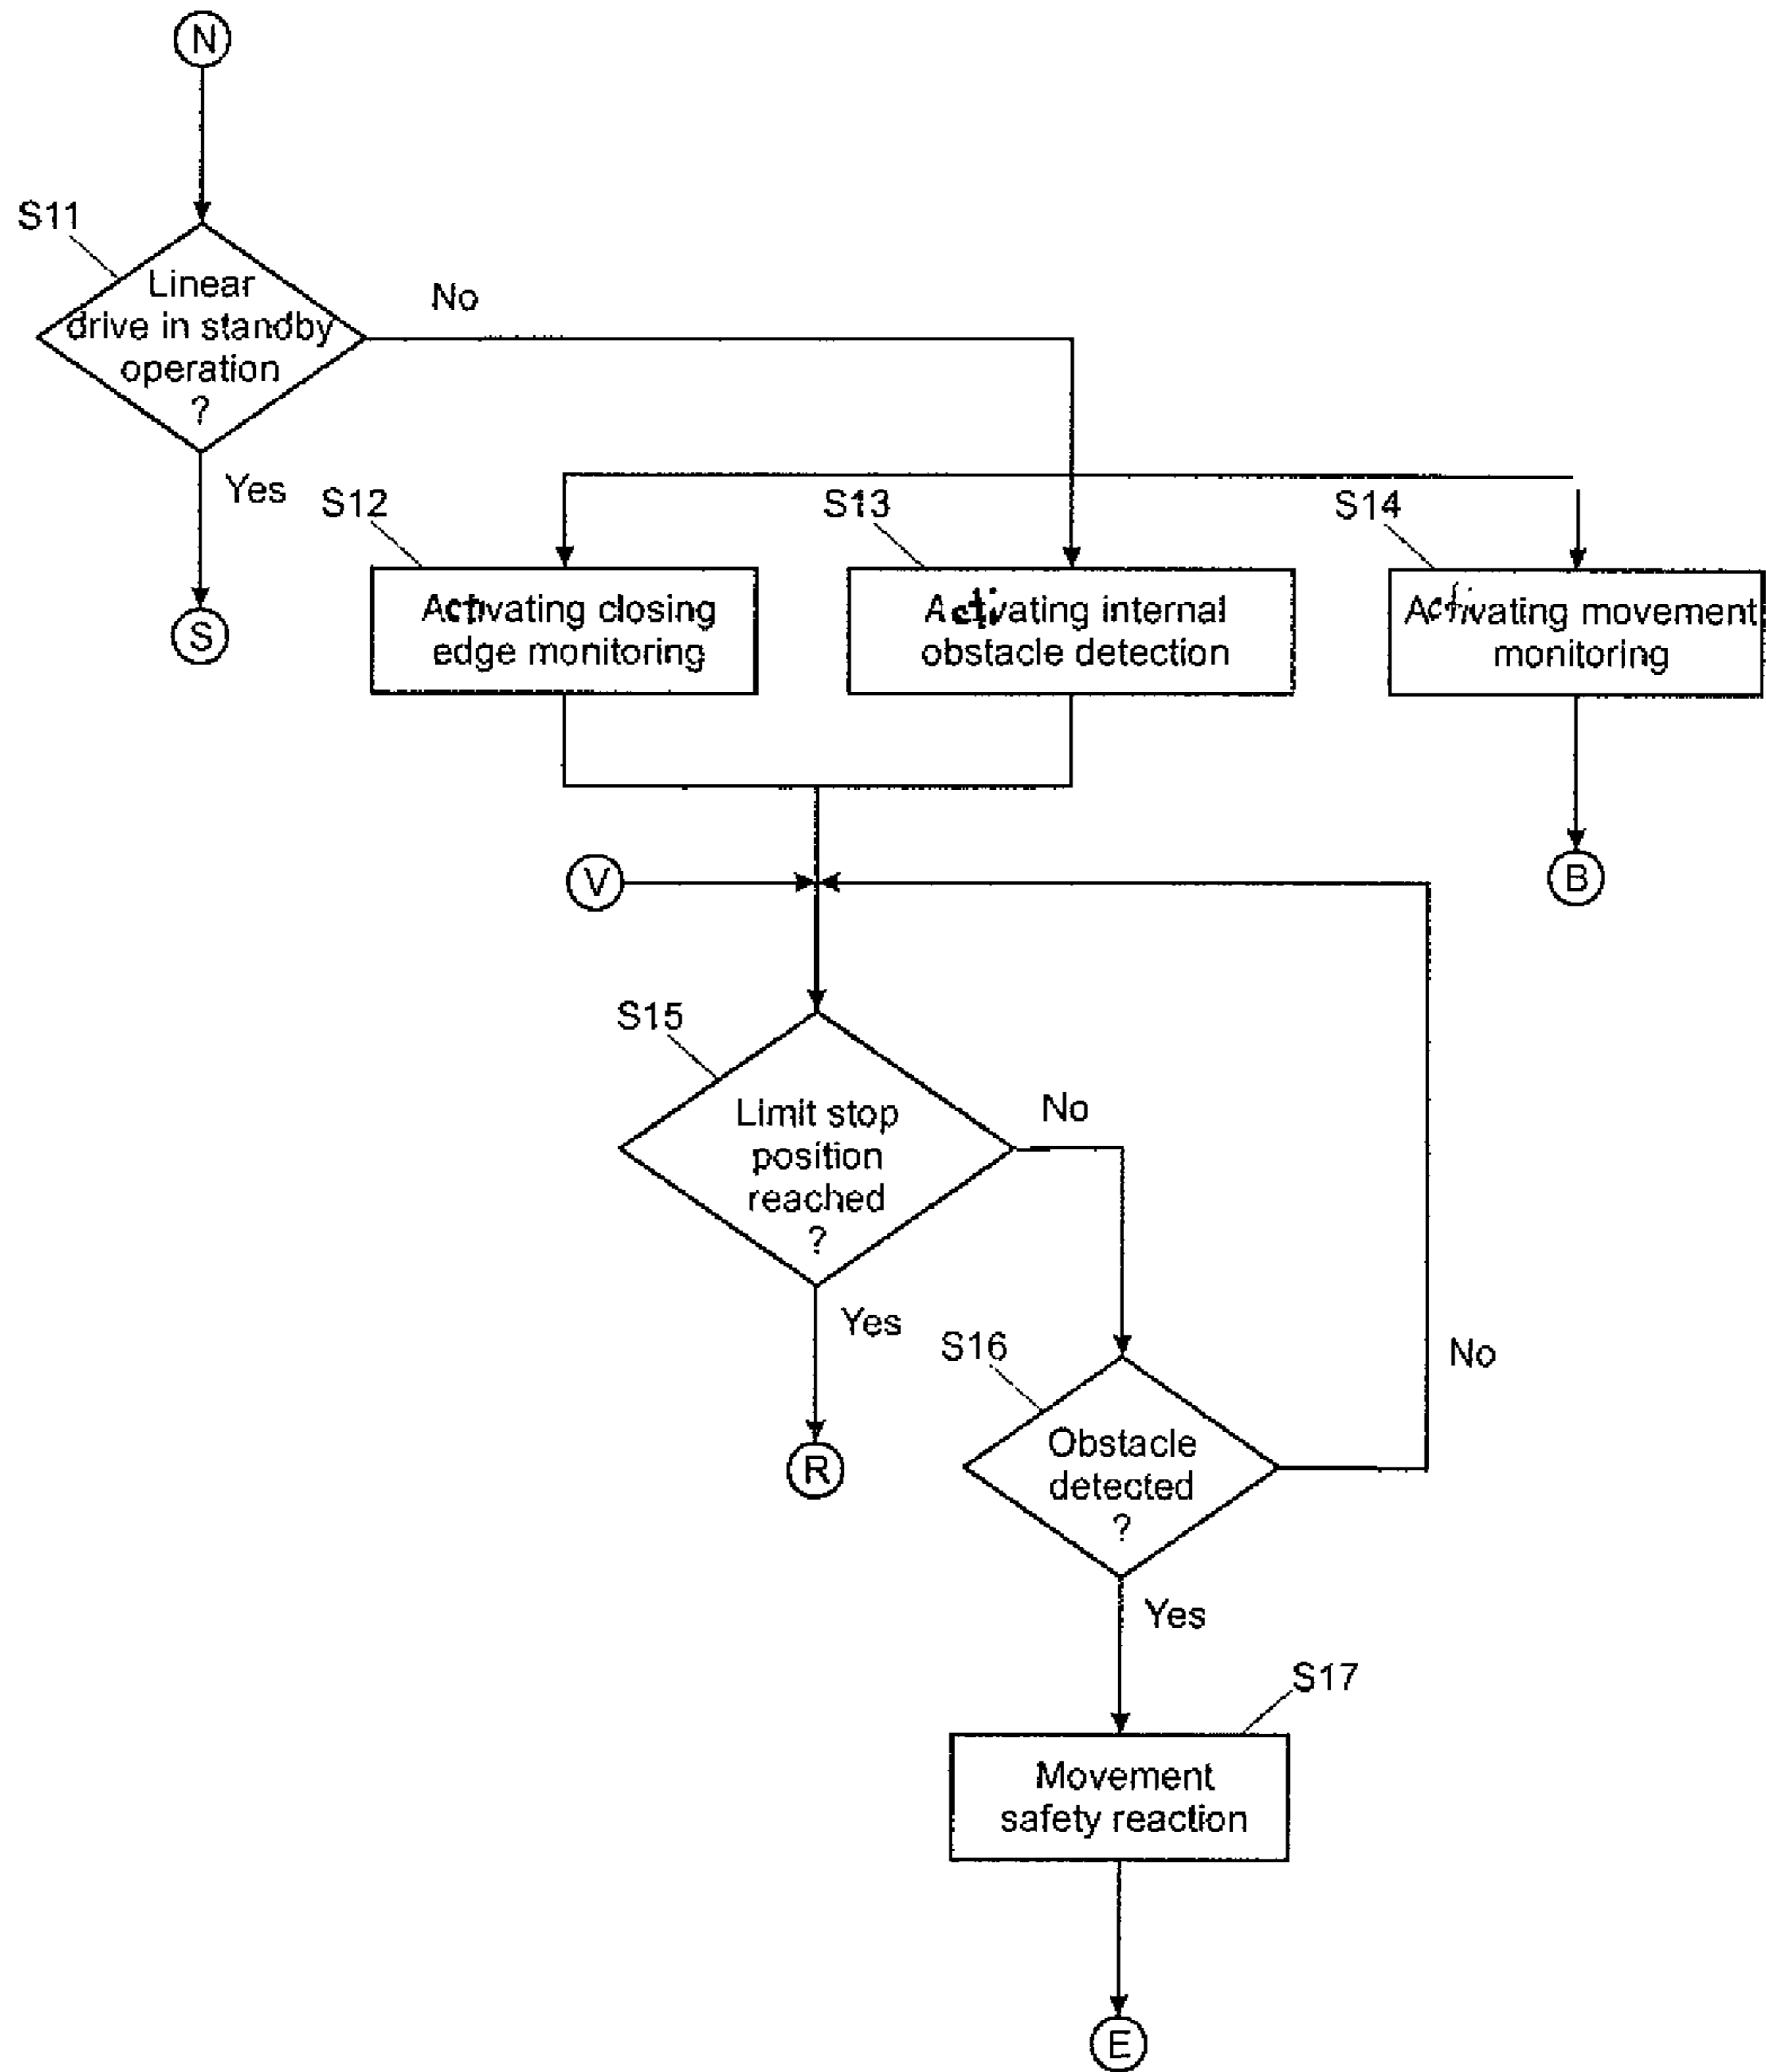 N
S11
Linear
drive in standby
operation
?
No
Yes
S
S12
Activating closing
edge monitoring
S13
Activating internal
obstacle detection
S14
Activating movement
monitoring
B
V
S15
Limit stop
position
reached
?
No
Yes
R
S16
Obstacle
detected
?
No
Yes
S17
Movement
safety reaction
E